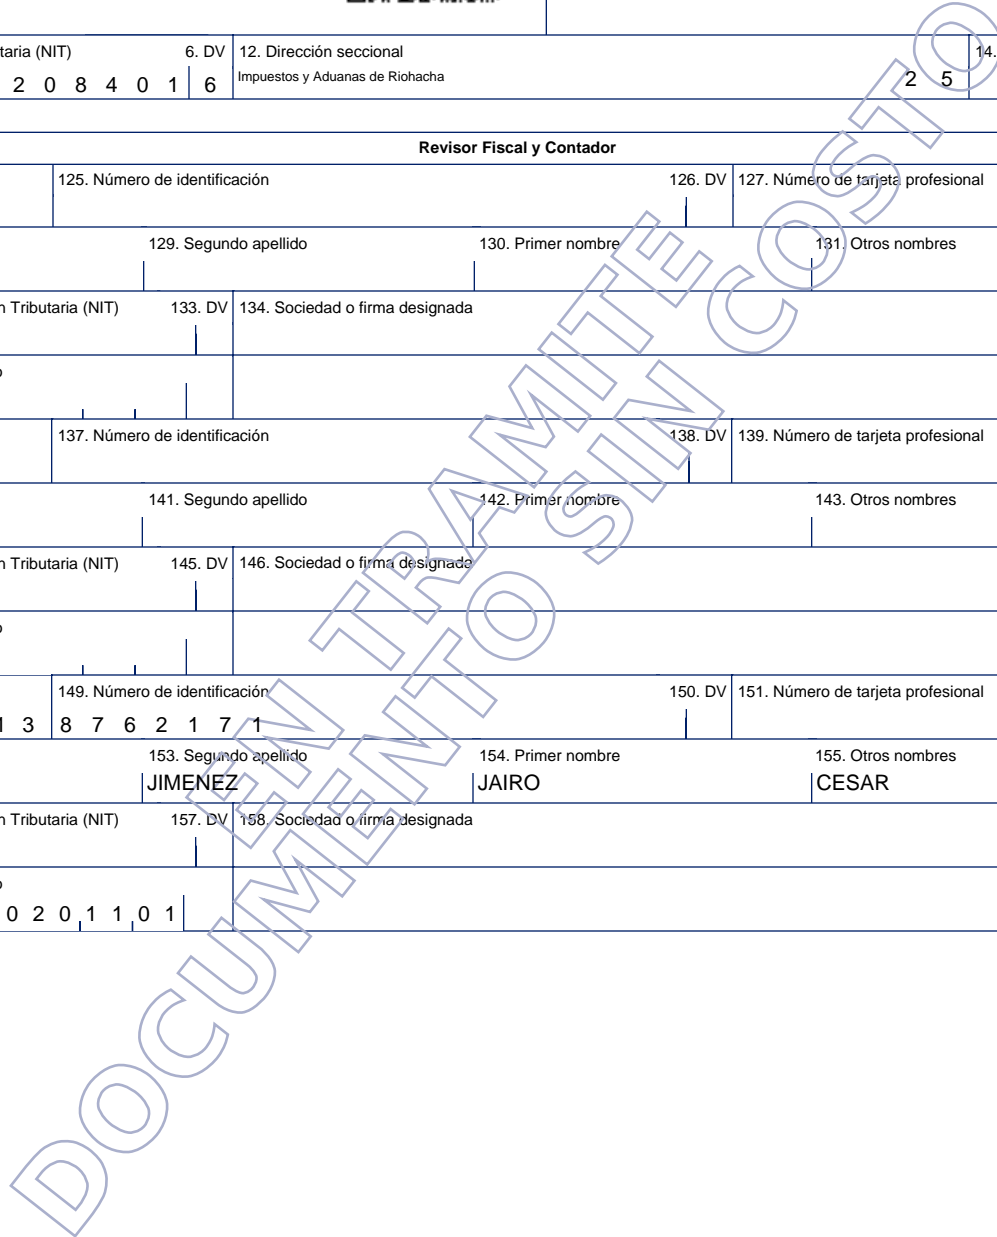 taria (NIT) 6. DV 12. Dirección seccional 14.
2 0 8 4 0 1 6 Impuestos y Aduanas de Riohacha 2 5
Revisor Fiscal y Contador
125. Número de identificación 126. DV 127. Número de tarjeta profesional
129. Segundo apellido 130. Primer nombre 131. Otros nombres
Tributaria (NIT) 133. DV 134. Sociedad o firma designada
137. Número de identificación 138. DV 139. Número de tarjeta profesional
141. Segundo apellido 142. Primer nombre 143. Otros nombres
Tributaria (NIT) 145. DV 146. Sociedad o firma designada
149. Número de identificación 150. DV 151. Número de tarjeta profesional
1 3 8 7 6 2 1 7 1
153. Segundo apellido 154. Primer nombre 155. Otros nombres
JIMENEZ JAIRO CESAR
Tributaria (NIT) 157. DV 158. Sociedad o firma designada
0 2 0 1 1 0 1
EN TRAMITE
DOCUMENTO SIN COSTO